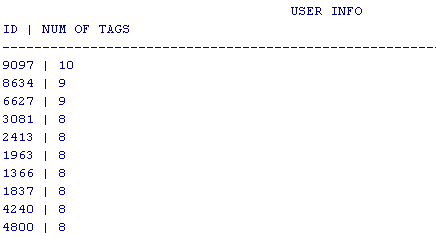 USER INFO
ID | NUM OF TAGS
------------------------------------------------------
9097 | 10
8634 | 9
6627 | 9
3081 | 8
2413 | 8
1963 | 8
1366 | 8
1837 | 8
4240 | 8
4800 | 8